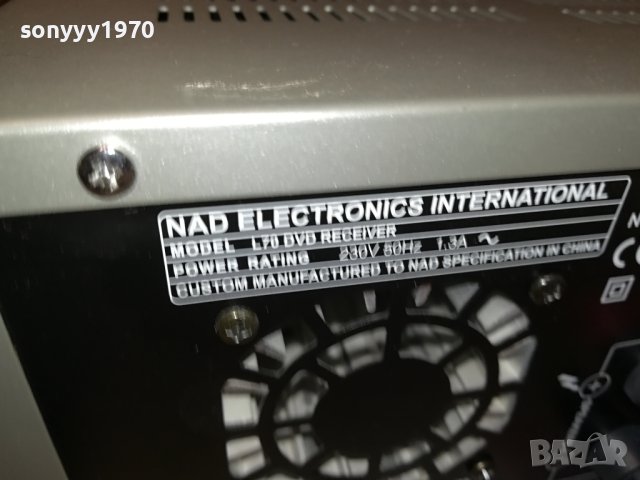 sonyyy1970
NAD ELECTRONICS INTERNATIONAL
MODEL L70 DVD RECEIVER
POWER RATING 230V 50Hz 1.3A ~
CUSTOM MANUFACTURED TO NAD SPECIFICATION IN CHINA
N
CE
BAZAR